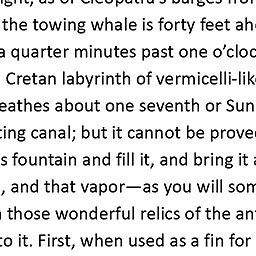 ight, as of Cleopatra's barges from
the towing whale is forty feet ahe
a quarter minutes past one o'cloc
Cretan labyrinth of vermicelli-lik
eathes about one seventh or Sun
ting canal; but it cannot be prove
s fountain and fill it, and bring it a
, and that vapor—as you will som
those wonderful relics of the ant
to it. First, when used as a fin for